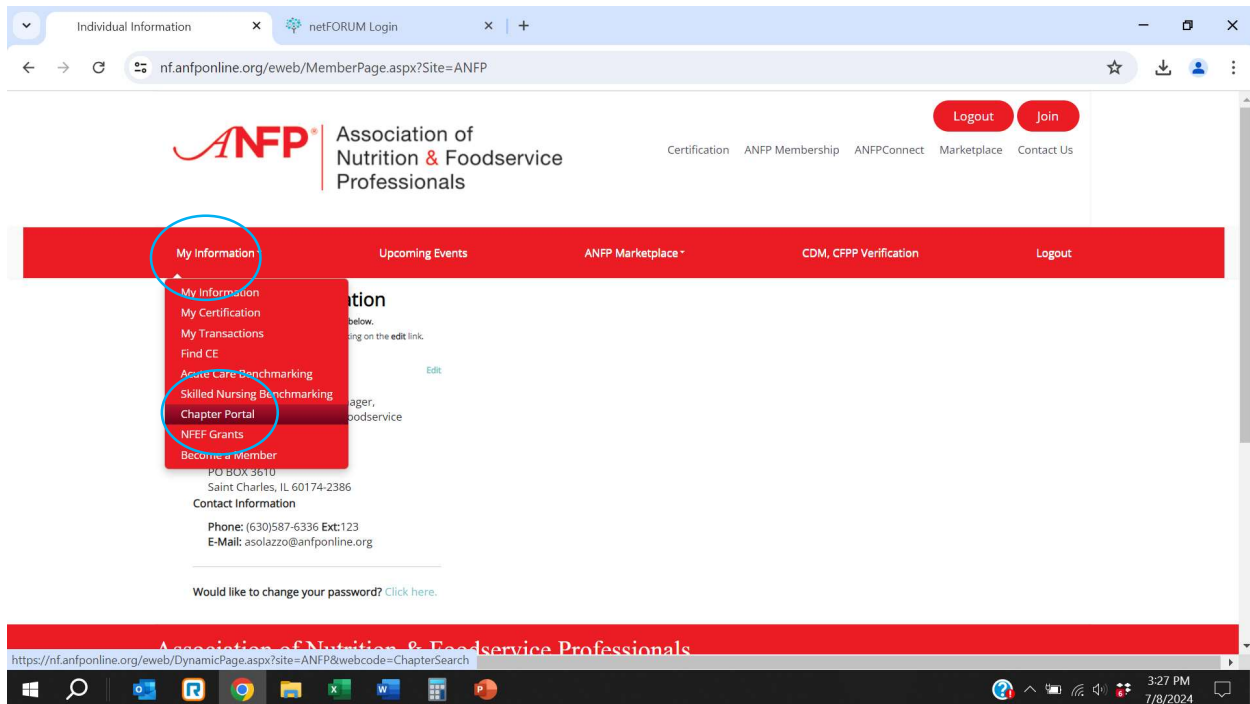 Individual Information
netFORUM Login
nf.anfponline.org/eweb/MemberPage.aspx?Site=ANFP
Logout Join
ANFP®
Association of
Nutrition & Foodservice
Professionals
Certification ANFP Membership ANFPConnect Marketplace Contact Us
My Information Upcoming Events ANFP Marketplace CDM, CFPP Verification Logout
My Information
My Certification
My Transactions
Find CE
Acute Care Benchmarking
Skilled Nursing Benchmarking
Chapter Portal
NFEF Grants
Become a Member
below.
on the edit link.
Edit
PO BOX 3610
Saint Charles, IL 60174-2386
Contact Information
Phone: (630)587-6336 Ext:123
E-Mail: asolazzo@anfponline.org
Would like to change your password? Click here.
Association of Nutrition & Foodservice Professionals
https://nf.anfponline.org/eweb/DynamicPage.aspx?site=ANFP&webcode=ChapterSearch
3:27 PM
7/8/2024